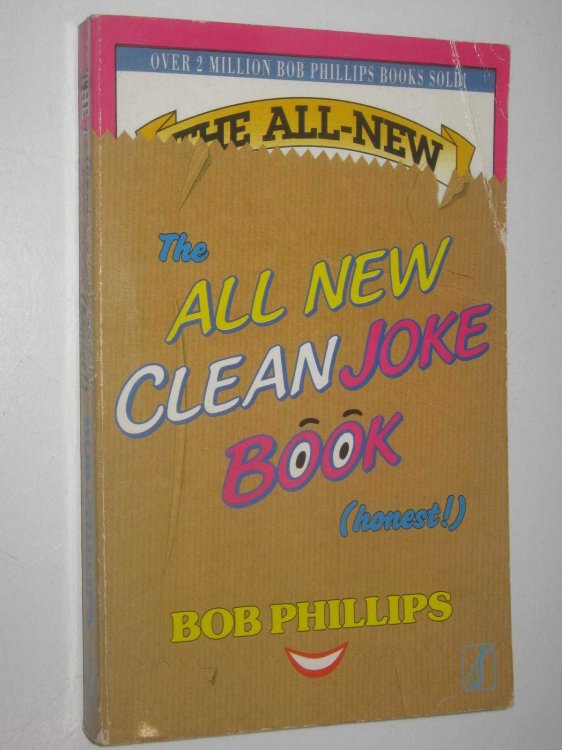 OVER 2 MILLION BOB PHILLIPS BOOKS SOLD!
THE ALL-NEW
The
ALL NEW
CLEAN JOKE
BOOK
(honest!)
BOB PHILLIPS